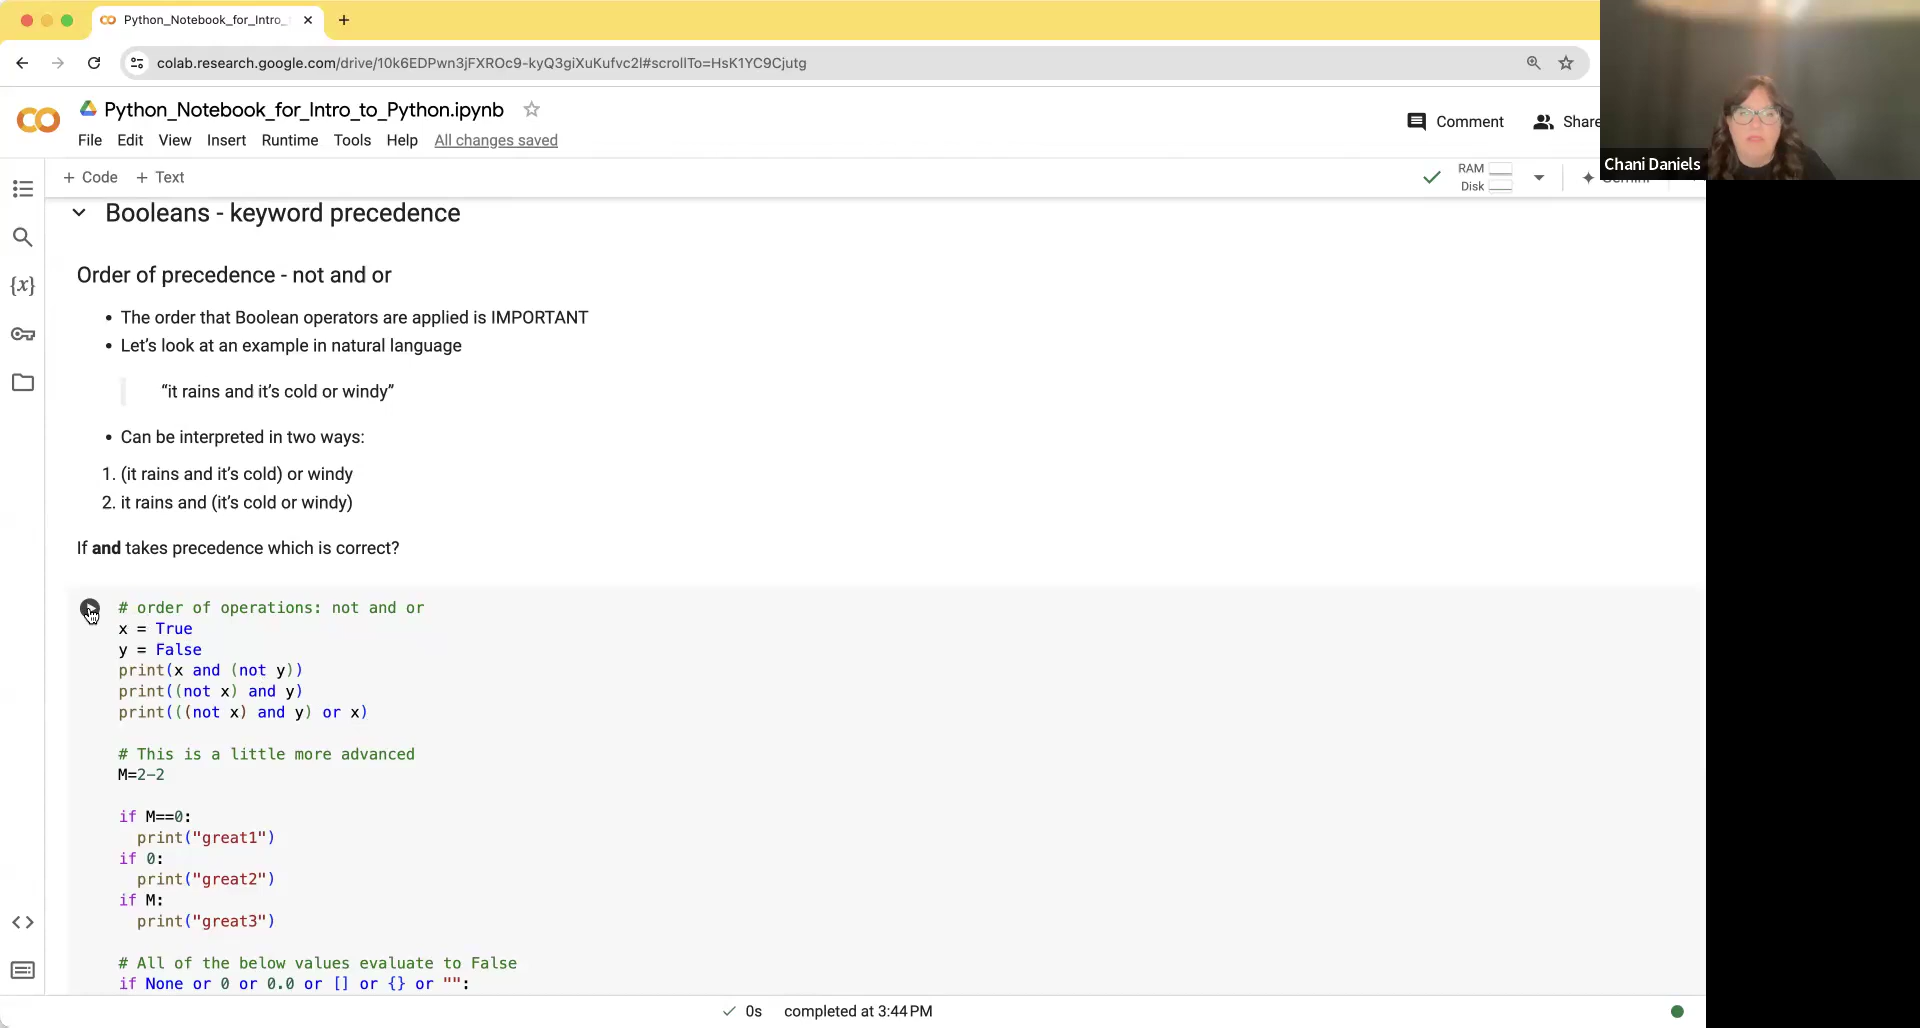 Python_Notebook_for_Intro_
colab.research.google.com/drive/10k6EDPwn3jFXROc9-kyQ3giXuKufvc2l#scrollTo=HsK1YC9Cjutg
Python_Notebook_for_Intro_to_Python.ipynb
File Edit View Insert Runtime Tools Help All changes saved
Comment Share
Chani Daniels
+ Code + Text
RAM
Disk
Gemini
Booleans - keyword precedence
Order of precedence - not and or
• The order that Boolean operators are applied is IMPORTANT
• Let's look at an example in natural language
“it rains and it’s cold or windy”
• Can be interpreted in two ways:
1. (it rains and it’s cold) or windy
2. it rains and (it’s cold or windy)
If and takes precedence which is correct?
# order of operations: not and or
x = True
y = False
print(x and (not y))
print((not x) and y)
print(((not x) and y) or x)
# This is a little more advanced
M=2-2
if M==0:
print("great1")
if 0:
print("great2")
if M:
print("great3")
# All of the below values evaluate to False
if None or 0 or 0.0 or [] or {} or "":
0s completed at 3:44 PM